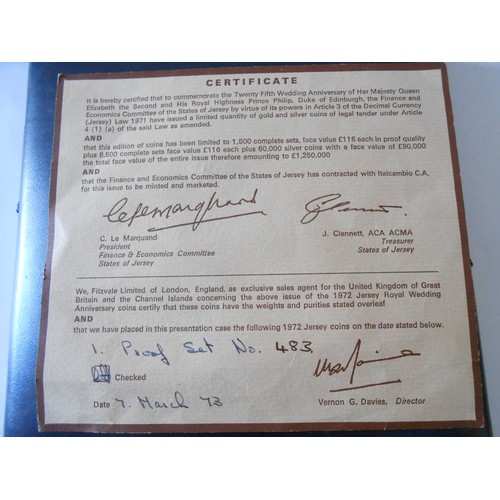 CERTIFICATE
It is hereby certified that to commemorate the Twenty Fifth Wedding Anniversary of Her Majesty Queen
Elizabeth the Second and His Royal Highness Prince Philip, Duke of Edinburgh, the Finance and
Economics Committee of the States of Jersey by virtue of its powers in Article 3 of the Decimal Currency
(Jersey) Law 1971 have issued a limited quantity of gold and silver coins of legal tender under Article
4 (1) (a) of the said Law as amended.
AND
that this edition of coins has been limited to 1,500 complete sets, face value £116 each in proof quality
plus 8,500 complete sets face value £116 each plus 60,000 silver coins with a face value of £90,000
the total face value of the entire issue therefore amounting to £1,250,000
AND
that the Finance and Economics Committee of the States of Jersey has contracted with Italcambio C.A.
for this issue to be minted and marketed.
C. Le Marquand
President
Finance & Economics Committee
States of Jersey
J. Clennett, ACA ACMA
Treasurer
States of Jersey
We, Fitzvale Limited of London, England, as exclusive sales agent for the United Kingdom of Great
Britain and the Channel Islands concerning the above issue of the 1972 Jersey Royal Wedding
Anniversary coins certify that these coins have the weights and purities stated overleaf
AND
that we have placed in this presentation case the following 1972 Jersey coins on the date stated below.
1. Proof Set No. 483.
Checked
Date 7. March 73
Vernon G. Davies, Director